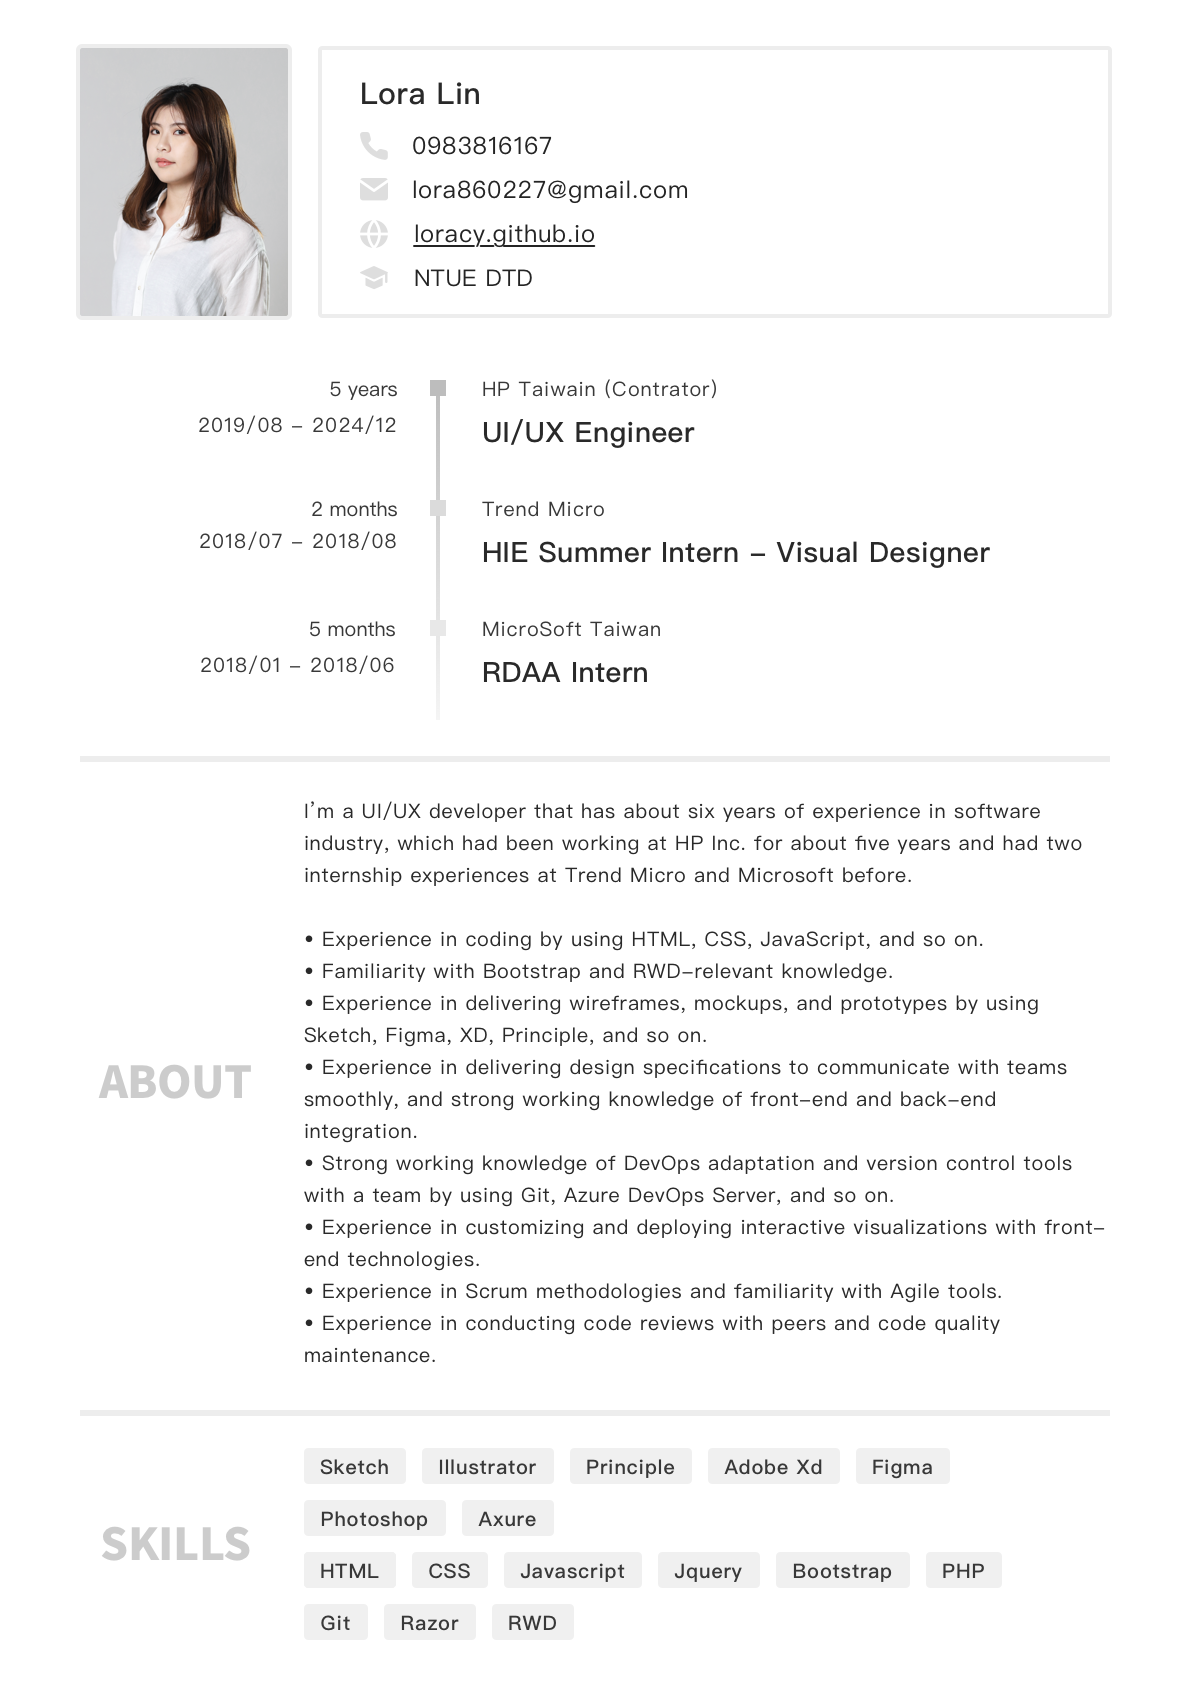 Lora Lin
0983816167
lora860227@gmail.com
loracy.github.io
NTUE DTD
5 years
2019/08 – 2024/12
HP Taiwain (Contrator)
UI/UX Engineer
2 months
2018/07 – 2018/08
Trend Micro
HIE Summer Intern – Visual Designer
5 months
2018/01 – 2018/06
MicroSoft Taiwan
RDAA Intern
ABOUT
I’m a UI/UX developer that has about six years of experience in software
industry, which had been working at HP Inc. for about five years and had two
internship experiences at Trend Micro and Microsoft before.
• Experience in coding by using HTML, CSS, JavaScript, and so on.
• Familiarity with Bootstrap and RWD-relevant knowledge.
• Experience in delivering wireframes, mockups, and prototypes by using
Sketch, Figma, XD, Principle, and so on.
• Experience in delivering design specifications to communicate with teams
smoothly, and strong working knowledge of front-end and back-end
integration.
• Strong working knowledge of DevOps adaptation and version control tools
with a team by using Git, Azure DevOps Server, and so on.
• Experience in customizing and deploying interactive visualizations with front-
end technologies.
• Experience in Scrum methodologies and familiarity with Agile tools.
• Experience in conducting code reviews with peers and code quality
maintenance.
SKILLS
Sketch Illustrator Principle Adobe Xd Figma
Photoshop Axure
HTML CSS Javascript Jquery Bootstrap PHP
Git Razor RWD